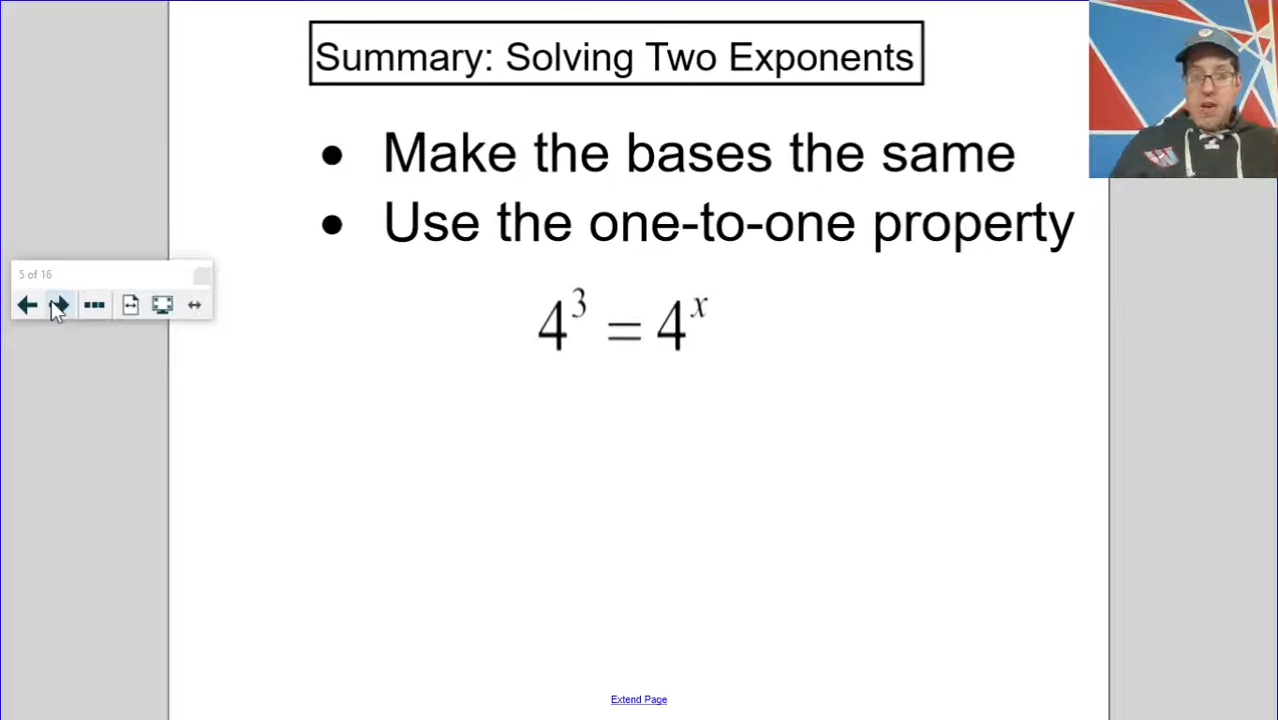 Summary: Solving Two Exponents
● Make the bases the same
● Use the one-to-one property
5 of 16
4³ = 4ˣ
Extend Page